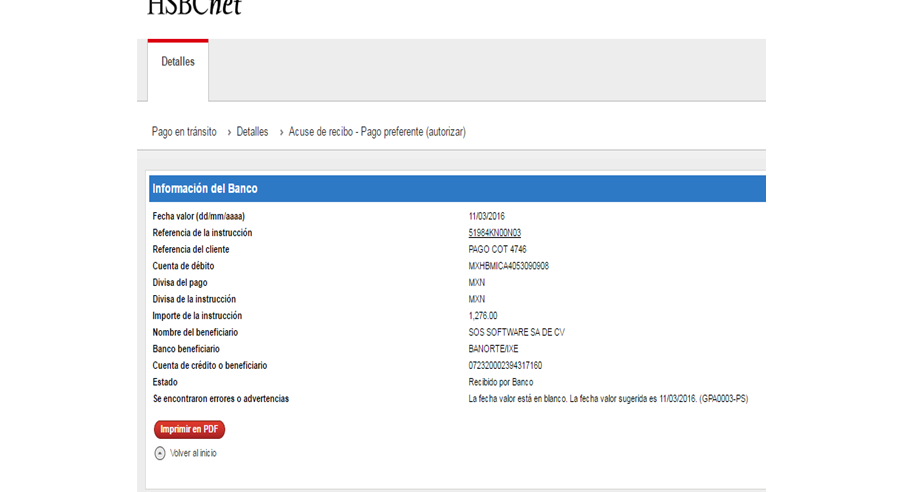 HSBCnet
Detalles
Pago en tránsito › Detalles › Acuse de recibo - Pago preferente (autorizar)
Información del Banco
Fecha valor (dd/mm/aaaa) 11/03/2016
Referencia de la instrucción 51984KN00N03
Referencia del cliente PAGO COT 4746
Cuenta de débito MXHBMICA4053090908
Divisa del pago MXN
Divisa de la instrucción MXN
Importe de la instrucción 1,276.00
Nombre del beneficiario SOS SOFTWARE SA DE CV
Banco beneficiario BANORTE/IXE
Cuenta de crédito o beneficiario 072320002394317160
Estado Recibido por Banco
Se encontraron errores o advertencias La fecha valor está en blanco. La fecha valor sugerida es 11/03/2016. (GPA0003-PS)
Imprimir en PDF
Volver al inicio